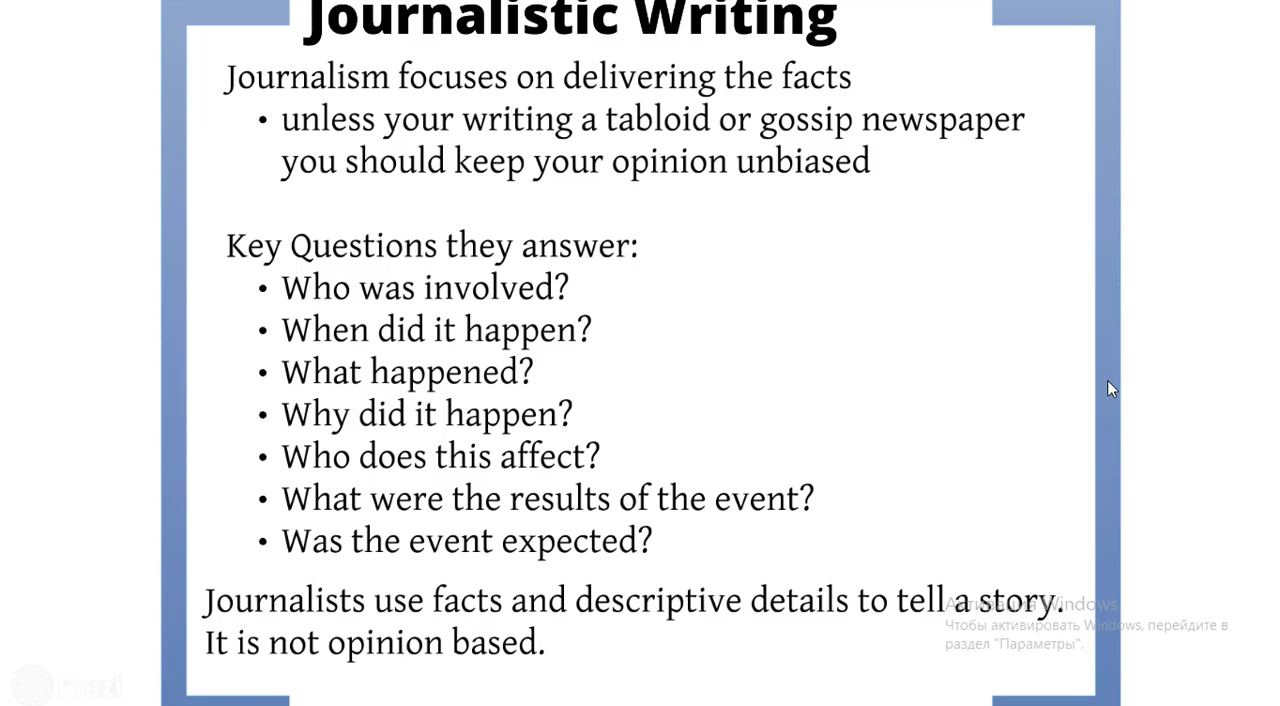 Journalistic Writing
Journalism focuses on delivering the facts
• unless your writing a tabloid or gossip newspaper
you should keep your opinion unbiased
Key Questions they answer:
• Who was involved?
• When did it happen?
• What happened?
• Why did it happen?
• Who does this affect?
• What were the results of the event?
• Was the event expected?
Journalists use facts and descriptive details to tell a story.
It is not opinion based.
Активация Windows
Чтобы активировать Windows, перейдите в
раздел "Параметры".
Prezi